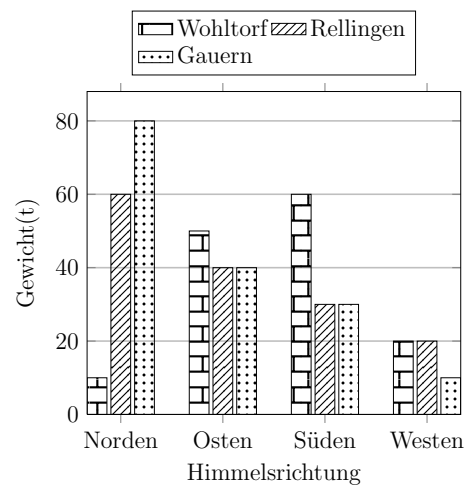 Wohltorf Rellingen
Gauern
80
60
40
20
0
Gewicht(t)
Norden Osten Süden Westen
Himmelsrichtung